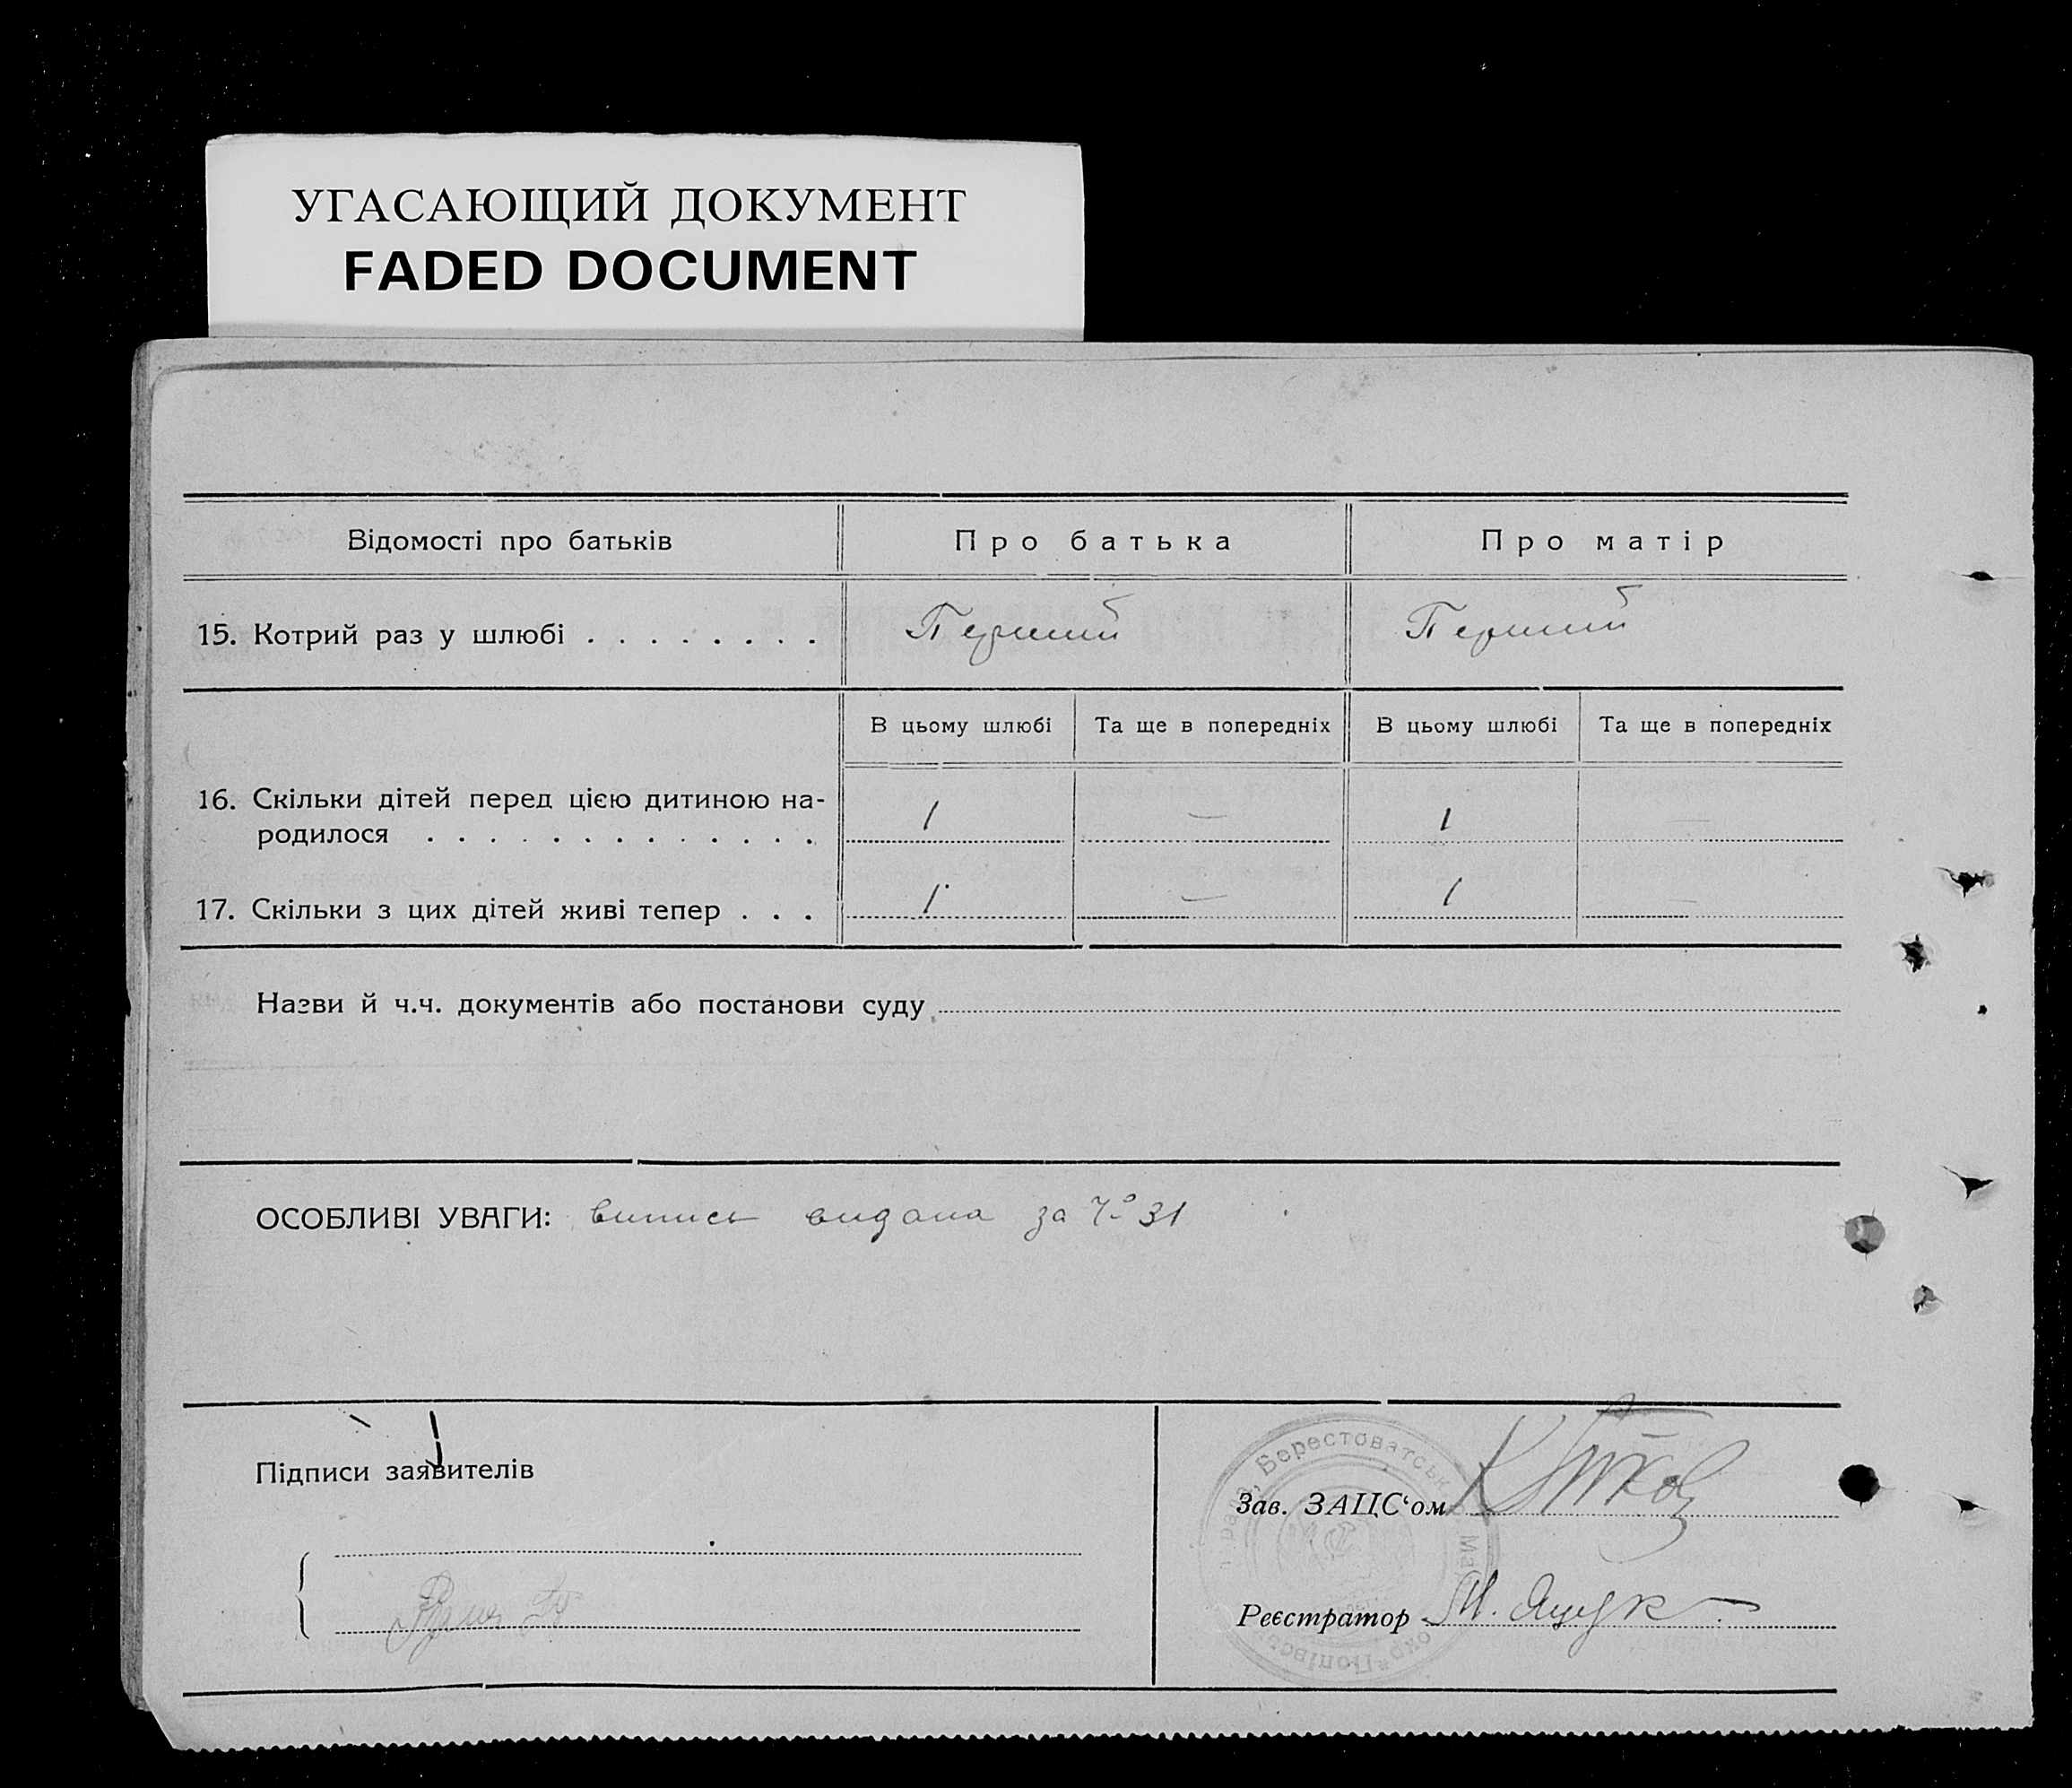 УГАСАЮЩИЙ ДОКУМЕНТ
FADED DOCUMENT
Відомості про батьків Про батька Про матір
15. Котрий раз у шлюбі . . . . . . . . Перший Перший
В цьому шлюбі Та ще в попередніх В цьому шлюбі Та ще в попередніх
16. Скільки дітей перед цією дитиною на-
родилося . . . . . . . . . . . . . 1 — 1 —
17. Скільки з цих дітей живі тепер . . . 1 — 1 —
Назви й ч.ч. документів або постанови суду
ОСОБЛИВІ УВАГИ: випись видана за Ч° 31
Підписи заявителів
Зав. ЗАЦС‘ом
Реєстратор М. Яцук
Берестоватськ